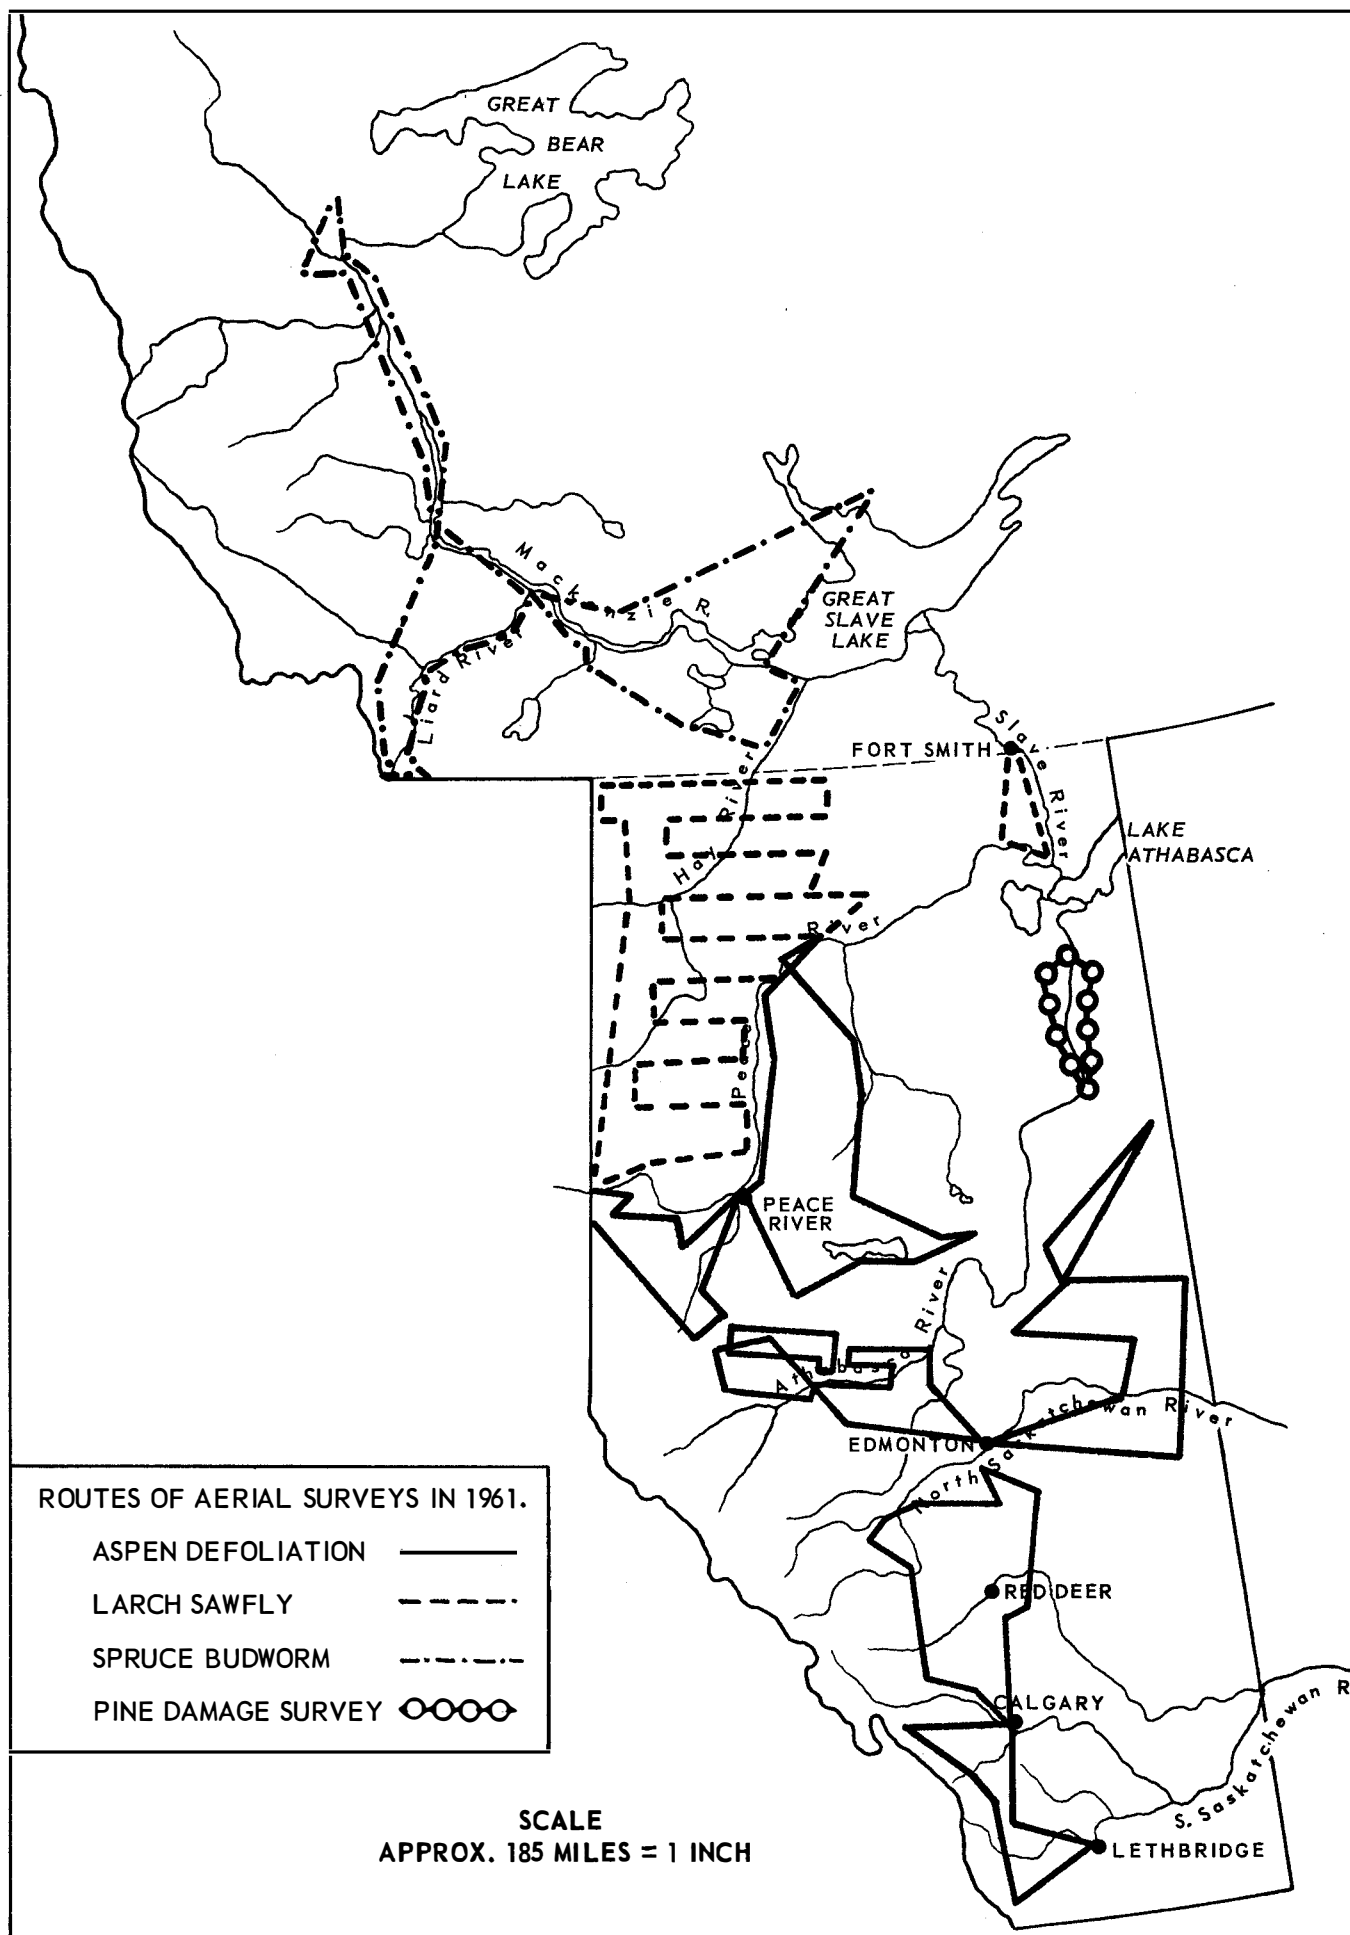 GREAT
BEAR
LAKE
Mackenzie R.
GREAT
SLAVE
LAKE
Liard River
Slave River
FORT SMITH
Hay River
LAKE
ATHABASCA
Peace River
PEACE
RIVER
Athabasca River
North Saskatchewan River
EDMONTON
ROUTES OF AERIAL SURVEYS IN 1961.
ASPEN DEFOLIATION
LARCH SAWFLY
SPRUCE BUDWORM
PINE DAMAGE SURVEY
RED DEER
CALGARY
S. Saskatchewan R
SCALE
APPROX. 185 MILES = 1 INCH
LETHBRIDGE